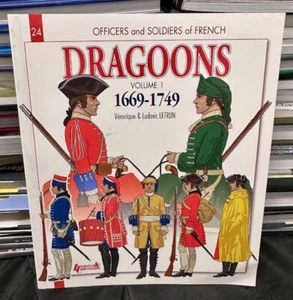 24
OFFICERS and SOLDIERS of FRENCH
DRAGOONS
VOLUME 1
1669-1749
Véronique & Ludovic LETRUN